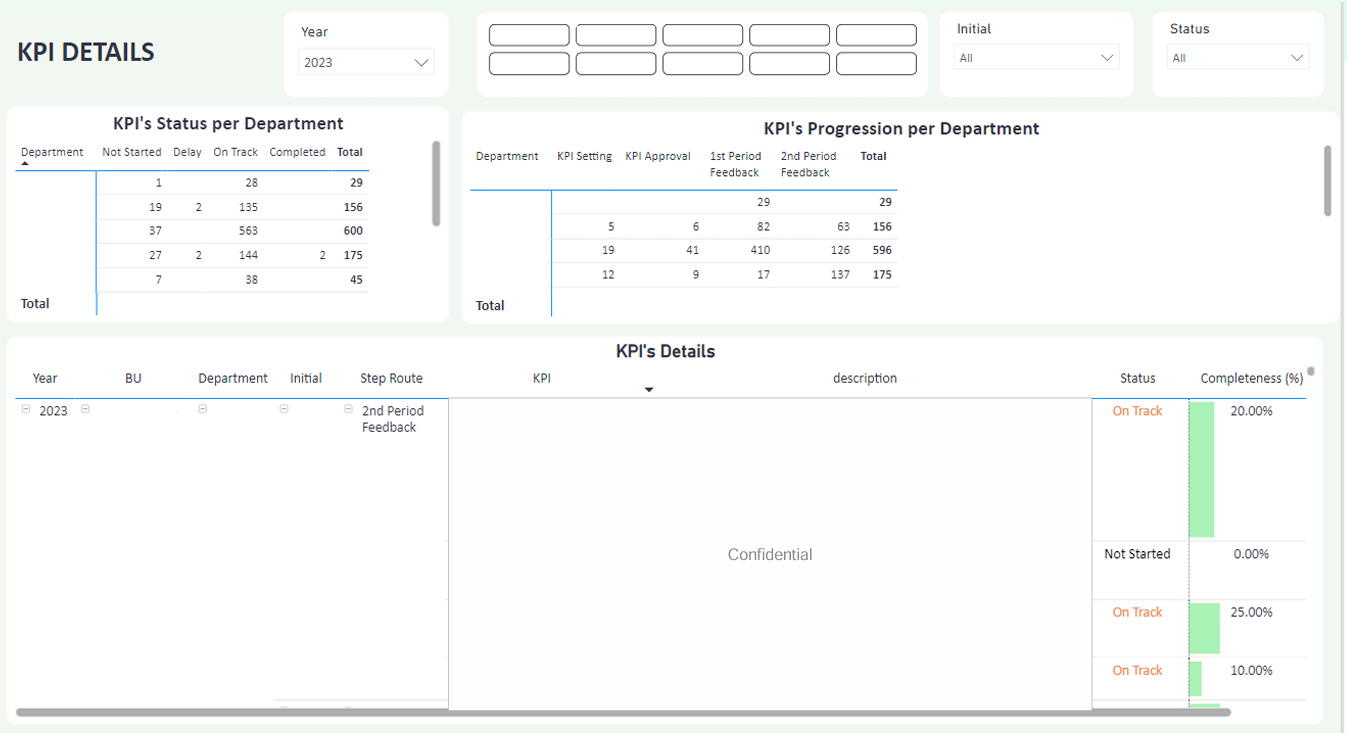 KPI DETAILS
Year
2023
Initial
All
Status
All
KPI's Status per Department
Department Not Started Delay On Track Completed Total
1 28 29
19 2 135 156
37 563 600
27 2 144 2 175
7 38 45
Total
KPI's Progression per Department
Department KPI Setting KPI Approval 1st Period Feedback 2nd Period Feedback Total
29 29
5 6 82 63 156
19 41 410 126 596
12 9 17 137 175
Total
KPI's Details
Year BU Department Initial Step Route KPI description Status Completeness (%)
2023 2nd Period On Track 20.00%
Feedback
Confidential
Not Started 0.00%
On Track 25.00%
On Track 10.00%